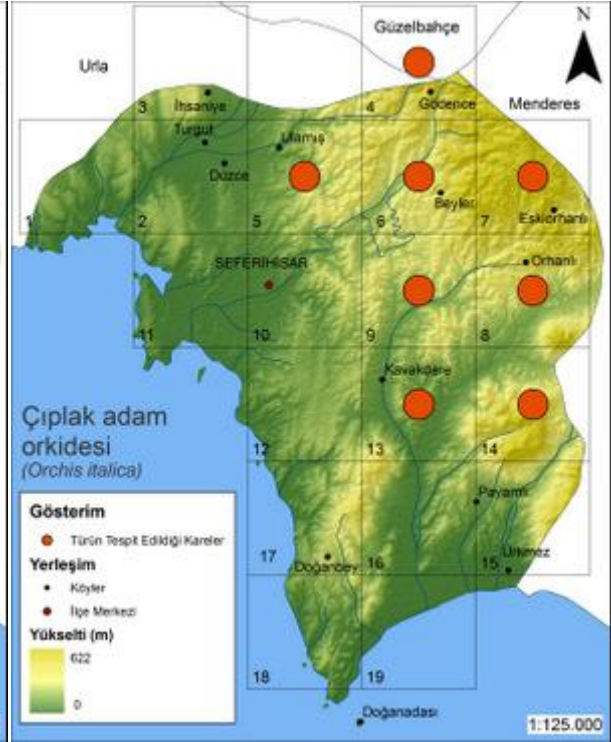 Güzelbahçe
N
Urla
3
4
İhsaniye
Gödence
Menderes
Turgut
Ulamış
Düzce
Beyler
Eskiorhanlı
1
2
5
6
7
SEFERİHİSAR
Orhanlı
11
10
9
8
Kavakdere
Çıplak adam
orkidesi
(Orchis italica)
12
13
14
Payamlı
Gösterim
Türün Tespit Edildiği Kareler
Yerleşim
Köyler
İlçe Merkezi
Yükselti (m)
622
0
17
Doğanbey
16
15
Ürkmez
18
19
Doğanadası
1:125.000